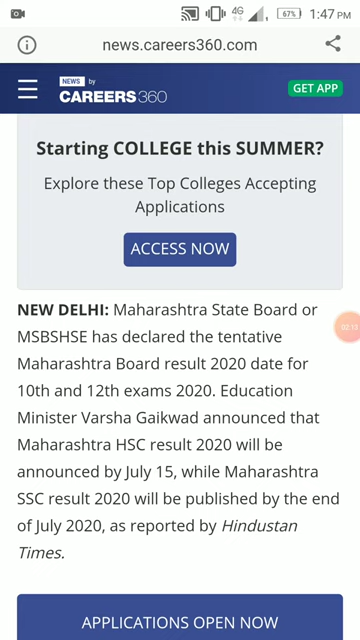 4G 67% 1:47 PM
news.careers360.com
NEWS by
CAREERS360
GET APP
Starting COLLEGE this SUMMER?
Explore these Top Colleges Accepting
Applications
ACCESS NOW
NEW DELHI: Maharashtra State Board or
MSBSHSE has declared the tentative
Maharashtra Board result 2020 date for
10th and 12th exams 2020. Education
Minister Varsha Gaikwad announced that
Maharashtra HSC result 2020 will be
announced by July 15, while Maharashtra
SSC result 2020 will be published by the end
of July 2020, as reported by Hindustan
Times.
02:13
APPLICATIONS OPEN NOW